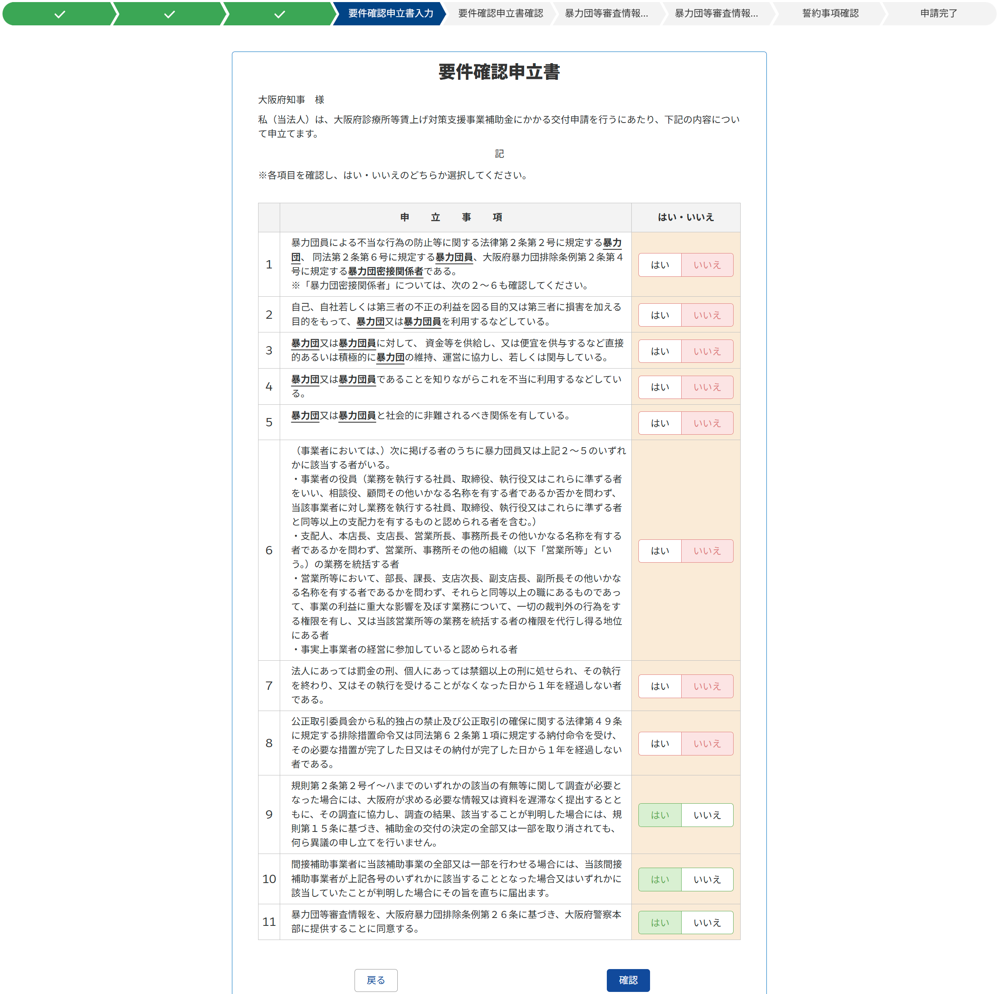 要件確認申立書入力
要件確認申立書確認
暴力団等審査情報...
暴力団等審査情報...
誓約事項確認
申請完了
要件確認申立書
大阪府知事　様
私（当法人）は、大阪府診療所等賃上げ対策支援事業補助金にかかる交付申請を行うにあたり、下記の内容につい
て申立てます。
記
※各項目を確認し、はい・いいえのどちらか選択してください。
申　立　事　項
はい・いいえ
1
暴力団員による不当な行為の防止等に関する法律第２条第２号に規定する暴力
団、 同法第２条第６号に規定する暴力団員、大阪府暴力団排除条例第２条第４
号に規定する暴力団密接関係者である。
※「暴力団密接関係者」については、次の２～６も確認してください。
はい
いいえ
2
自己、自社若しくは第三者の不正の利益を図る目的又は第三者に損害を加える
目的をもって、暴力団又は暴力団員を利用するなどしている。
はい
いいえ
3
暴力団又は暴力団員に対して、 資金等を供給し、又は便宜を供与するなど直接
的あるいは積極的に暴力団の維持、運営に協力し、若しくは関与している。
はい
いいえ
4
暴力団又は暴力団員であることを知りながらこれを不当に利用するなどしてい
る。
はい
いいえ
5
暴力団又は暴力団員と社会的に非難されるべき関係を有している。
はい
いいえ
6
（事業者においては、）次に掲げる者のうちに暴力団員又は上記２～５のいずれ
かに該当する者がいる。
・事業者の役員（業務を執行する社員、取締役、執行役又はこれらに準ずる者
をいい、相談役、顧問その他いかなる名称を有する者であるか否かを問わず、
当該事業者に対し業務を執行する社員、取締役、執行役又はこれらに準ずる者
と同等以上の支配力を有するものと認められる者を含む。）
・支配人、本店長、支店長、営業所長、事務所長その他いかなる名称を有する
者であるかを問わず、営業所、事務所その他の組織（以下「営業所等」とい
う。）の業務を統括する者
・営業所等において、部長、課長、支店次長、副支店長、副所長その他いかな
る名称を有する者であるかを問わず、それらと同等以上の職にあるものであっ
て、事業の利益に重大な影響を及ぼす業務について、一切の裁判外の行為をす
る権限を有し、又は当該営業所等の業務を統括する者の権限を代行し得る地位
にある者
・事実上事業者の経営に参加していると認められる者
はい
いいえ
7
法人にあっては罰金の刑、個人にあっては禁錮以上の刑に処せられ、その執行
を終わり、又はその執行を受けることがなくなった日から１年を経過しない者
である。
はい
いいえ
8
公正取引委員会から私的独占の禁止及び公正取引の確保に関する法律第４９条
に規定する排除措置命令又は同法第６２条第１項に規定する納付命令を受け、
その必要な措置が完了した日又はその納付が完了した日から１年を経過しない
者である。
はい
いいえ
9
規則第２条第２号イ～ハまでのいずれかの該当の有無等に関して調査が必要と
なった場合には、大阪府が求める必要な情報又は資料を遅滞なく提出するとと
もに、その調査に協力し、調査の結果、該当することが判明した場合には、規
則第１５条に基づき、補助金の交付の決定の全部又は一部を取り消されても、
何ら異議の申し立てを行いません。
はい
いいえ
10
間接補助事業者に当該補助事業の全部又は一部を行わせる場合には、当該間接
補助事業者が上記各号のいずれかに該当することとなった場合又はいずれかに
該当していたことが判明した場合にその旨を直ちに届出ます。
はい
いいえ
11
暴力団等審査情報を、大阪府暴力団排除条例第２６条に基づき、大阪府警察本
部に提供することに同意する。
はい
いいえ
戻る
確認